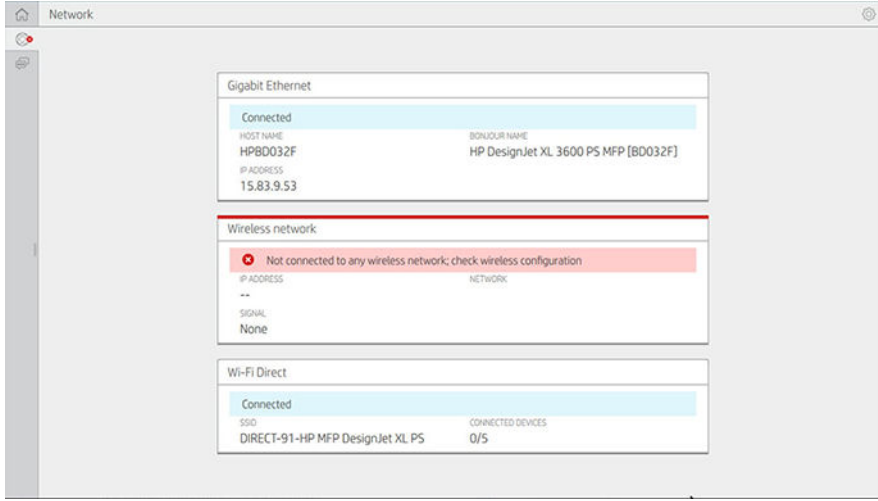 Network
Gigabit Ethernet
Connected
HOST NAME
BONJOUR NAME
HPBD032F
HP DesignJet XL 3600 PS MFP [BD032F]
IP ADDRESS
15.83.9.53
Wireless network
Not connected to any wireless network; check wireless configuration
IP ADDRESS
NETWORK
--
SIGNAL
None
Wi-Fi Direct
Connected
SSID
CONNECTED DEVICES
DIRECT-91-HP MFP DesignJet XL PS
0/5